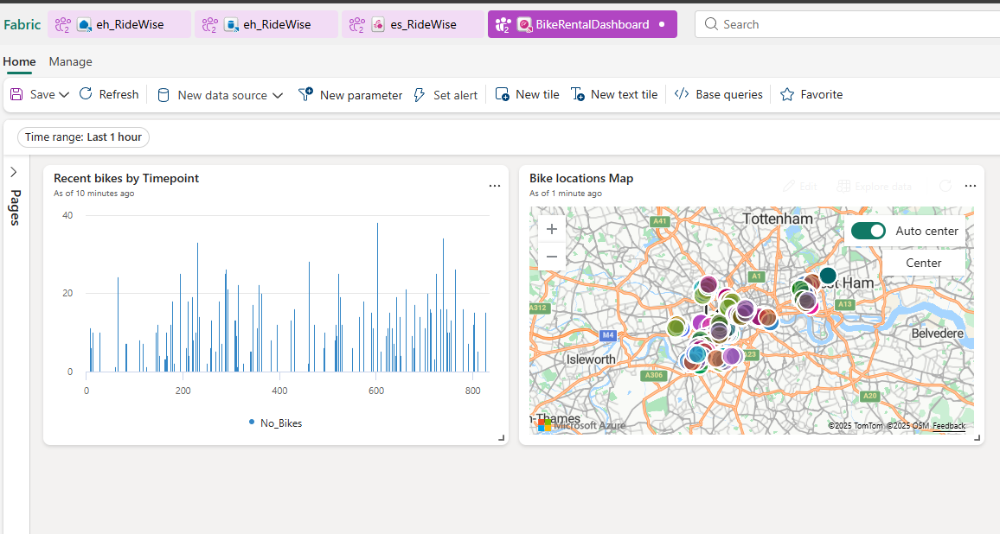 Fabric
eh_RideWise
eh_RideWise
es_RideWise
BikeRentalDashboard
Search
Home Manage
Save Refresh New data source New parameter Set alert New tile New text tile Base queries Favorite
Time range: Last 1 hour
Pages
Recent bikes by Timepoint
As of 10 minutes ago
40
20
0
0 200 400 600 800
No_Bikes
Bike locations Map
As of 1 minute ago
Edit Explore data
Auto center
Center
A41
Tottenham
A1
st Ham
A312
A13
M4
Belvedere
Isleworth
A23
A306
A20
n-Thames
Microsoft Azure
©2025 TomTom ©2025 OSM Feedback